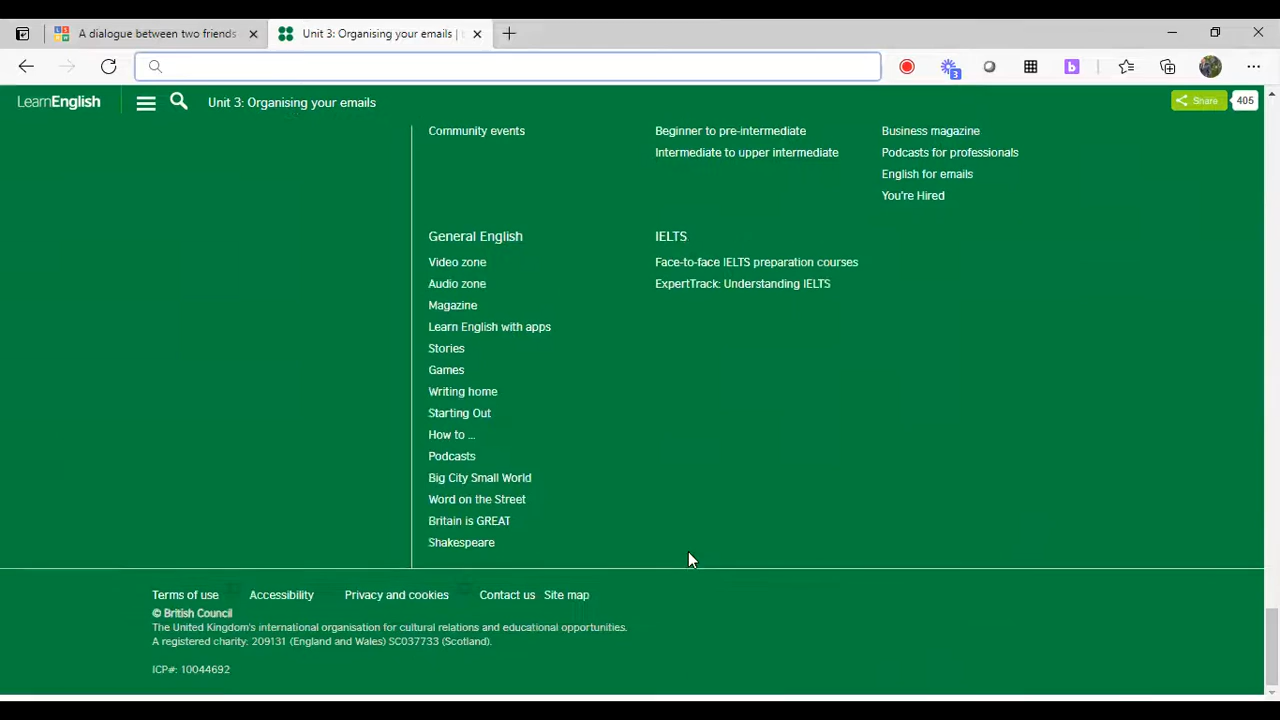 A dialogue between two friends
Unit 3: Organising your emails |
3
LearnEnglish
Unit 3: Organising your emails
Share
405
Community events
Beginner to pre-intermediate
Intermediate to upper intermediate
Business magazine
Podcasts for professionals
English for emails
You're Hired
General English
Video zone
Audio zone
Magazine
Learn English with apps
Stories
Games
Writing home
Starting Out
How to ...
Podcasts
Big City Small World
Word on the Street
Britain is GREAT
Shakespeare
IELTS
Face-to-face IELTS preparation courses
ExpertTrack: Understanding IELTS
Terms of use Accessibility Privacy and cookies Contact us Site map
© British Council
The United Kingdom's international organisation for cultural relations and educational opportunities.
A registered charity: 209131 (England and Wales) SC037733 (Scotland).
ICP#: 10044692